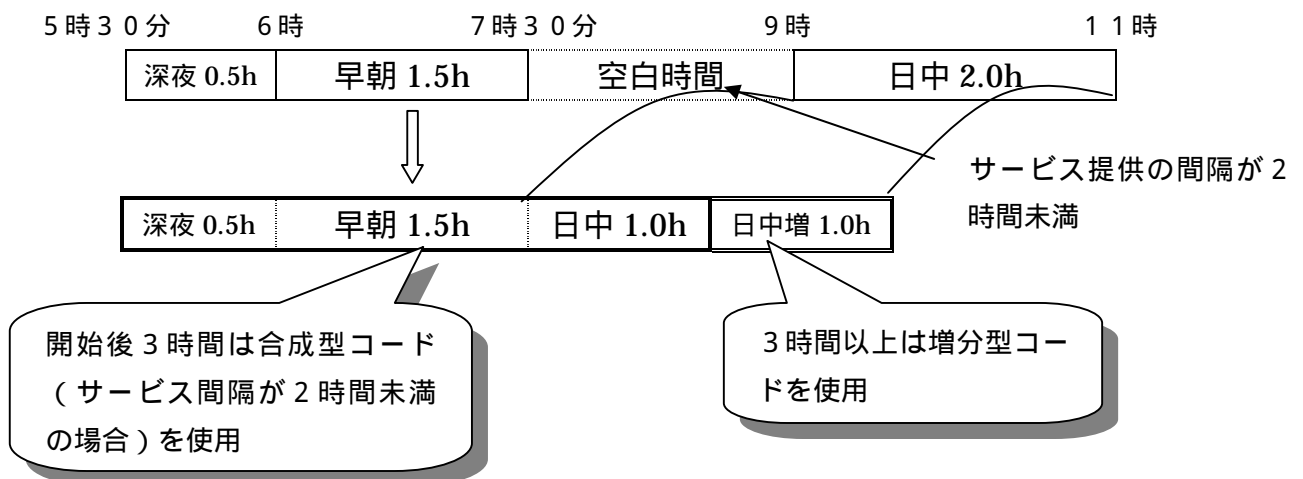 5時30分 6時 7時30分 9時 11時
深夜 0.5h 早朝 1.5h 空白時間 日中 2.0h
サービス提供の間隔が2
時間未満
深夜 0.5h 早朝 1.5h 日中 1.0h 日中増 1.0h
開始後3時間は合成型コード
(サービス間隔が2時間未満
の場合)を使用
3時間以上は増分型コー
ドを使用